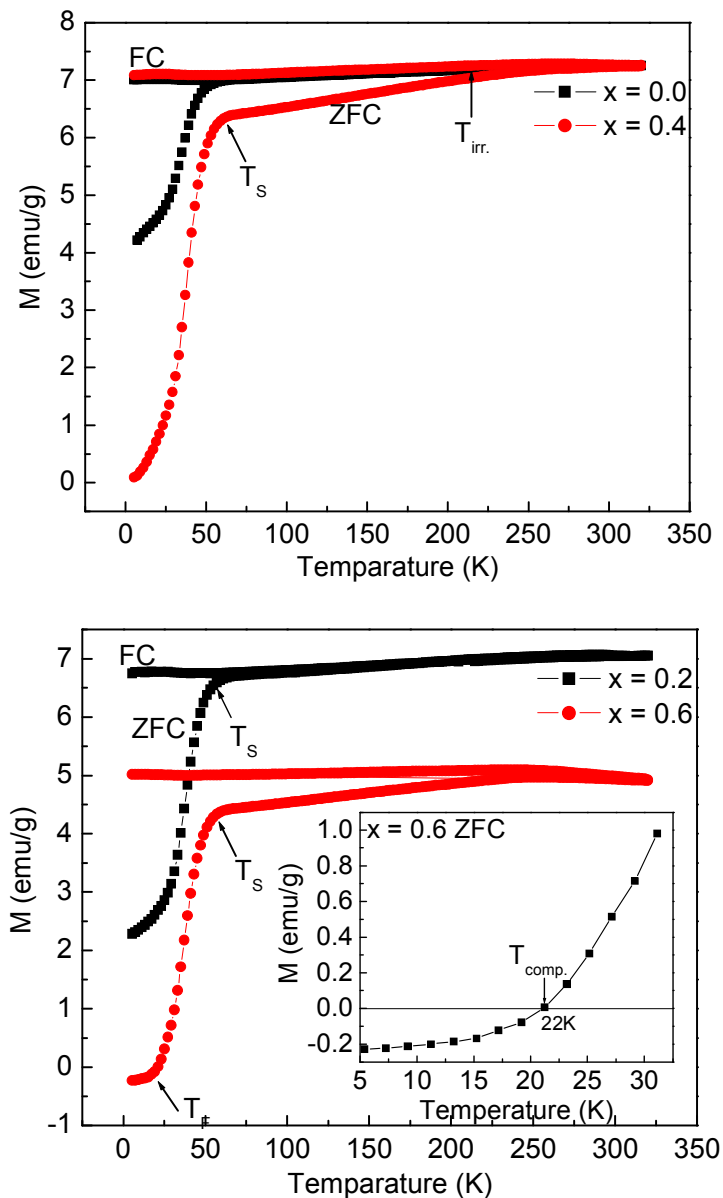 8
7
6
5
4
3
2
1
0
M (emu/g)
FC
ZFC
T_S
T_irr.
x = 0.0
x = 0.4
0 50 100 150 200 250 300 350
Temparature (K)
7
6
5
4
3
2
1
0
-1
M (emu/g)
FC
ZFC
T_S
T_S
x = 0.2
x = 0.6
x = 0.6 ZFC
1.0
0.8
0.6
0.4
0.2
0.0
-0.2
M (emu/g)
T_comp.
22K
5 10 15 20 25 30
Temperature (K)
0 50 100 150 200 250 300 350
Temparature (K)